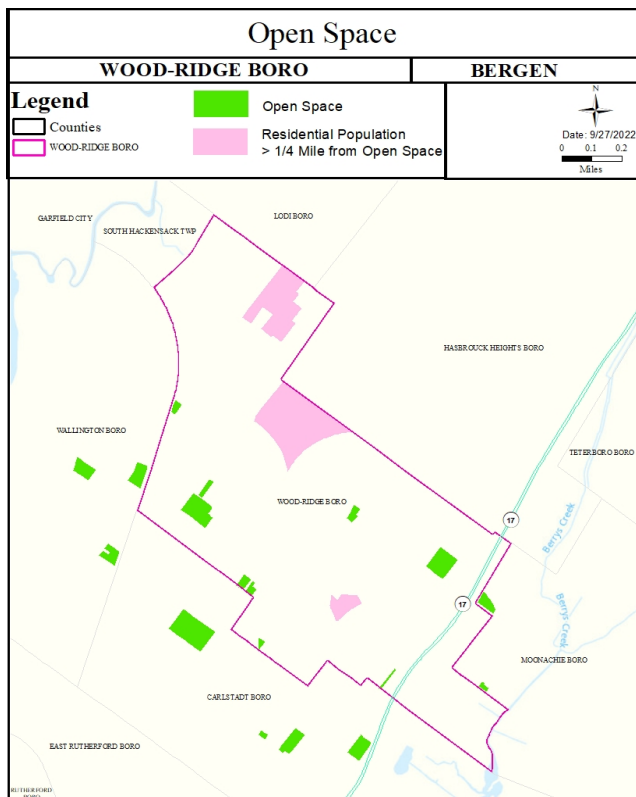 Open Space
WOOD-RIDGE BORO
BERGEN
Legend
Counties
WOOD-RIDGE BORO
Open Space
Residential Population
> 1/4 Mile from Open Space
N
Date: 9/27/2022
0 0.1 0.2
Miles
GARFIELD CITY
LODI BORO
SOUTH HACKENSACK TWP
HASBROUCK HEIGHTS BORO
WALLINGTON BORO
TETERBORO BORO
WOOD-RIDGE BORO
17
Berrys Creek
17
Berrys Creek
MOONACHIE BORO
CARLSTADT BORO
EAST RUTHERFORD BORO
RUTHERFORD
BORO